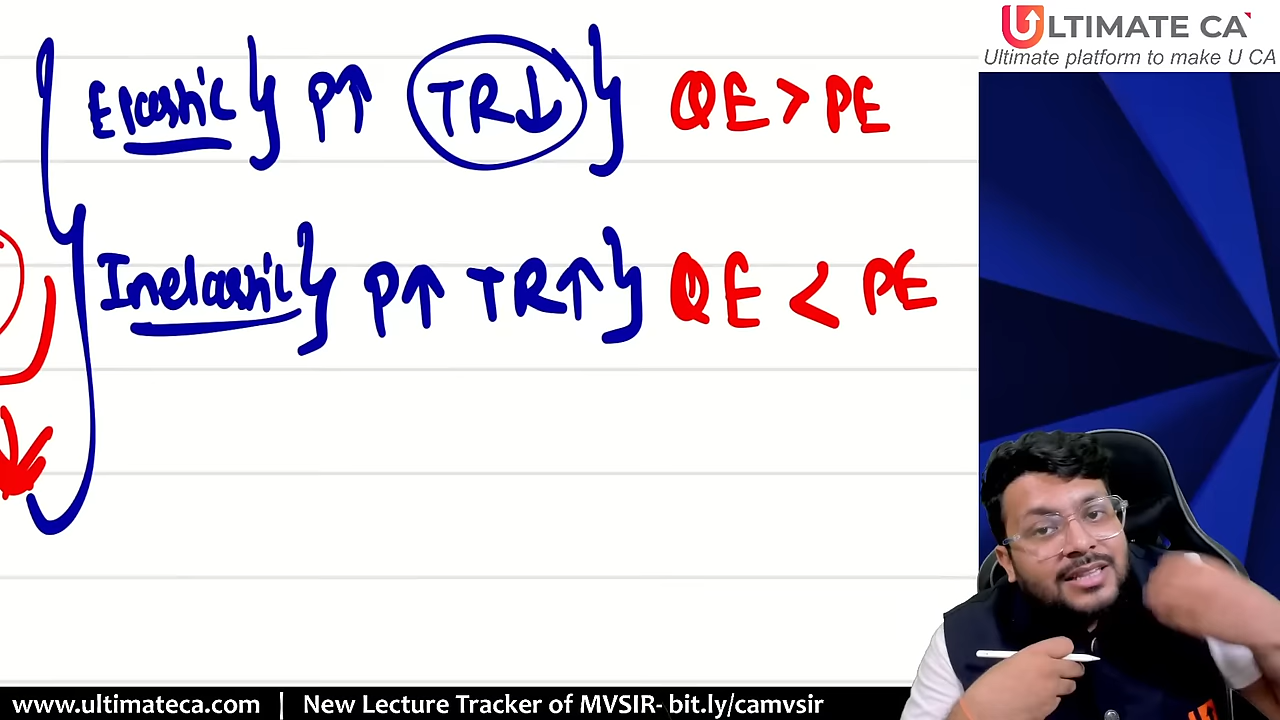 ULTIMATE CA
Ultimate platform to make U CA
Elastic } P↑ TR↓ } QE > PE
Inelastic } P↑ TR↑ } QE < PE
www.ultimateca.com | New Lecture Tracker of MVSIR- bit.ly/camvsir